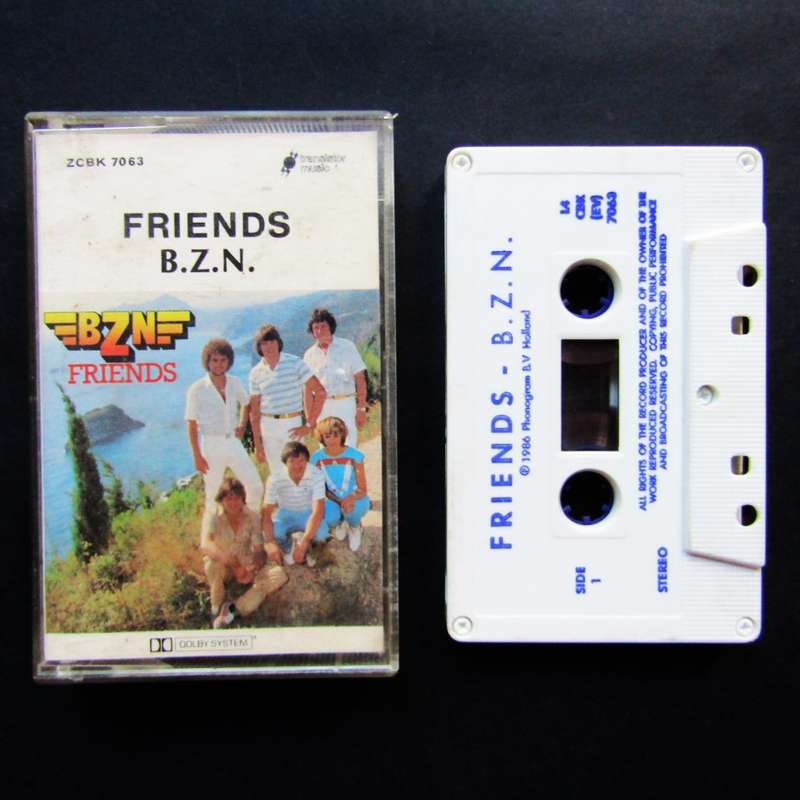 ZCBK 7063
transistor
music
FRIENDS
B.Z.N.
BZN
FRIENDS
DOLBY SYSTEM
FRIENDS - B.Z.N.
℗ 1986 Phonogram B.V Holland
L4
CBK
(EV)
7063
SIDE
1
STEREO
ALL RIGHTS OF THE RECORD PRODUCER AND OF THE OWNER OF THE
WORK REPRODUCED RESERVED. COPYING, PUBLIC PERFORMANCE
AND BROADCASTING OF THIS RECORD PROHIBITED